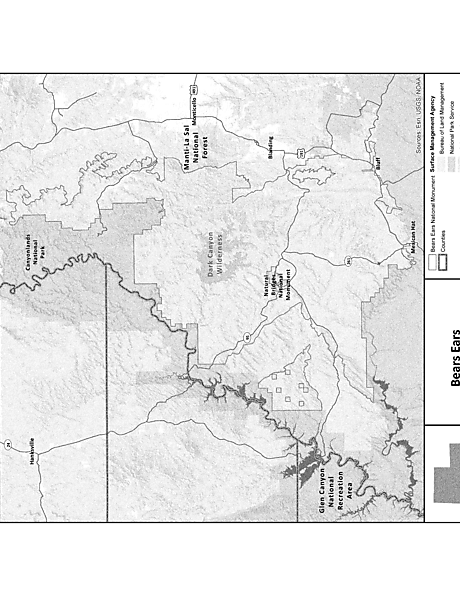 Canyonlands
National
Park
Manti-La Sal
National
Forest
Monticello
491
Blanding
191
Bluff
Dark Canyon
Wilderness
Natural
Bridges
National
Monument
95
261
Mexican Hat
24
Hanksville
Glen Canyon
National
Recreation
Area
Sources: Esri, USGS, NOAA
Bears Ears National Monument
Counties
Surface Management Agency
Bureau of Land Management
National Park Service
Bears Ears